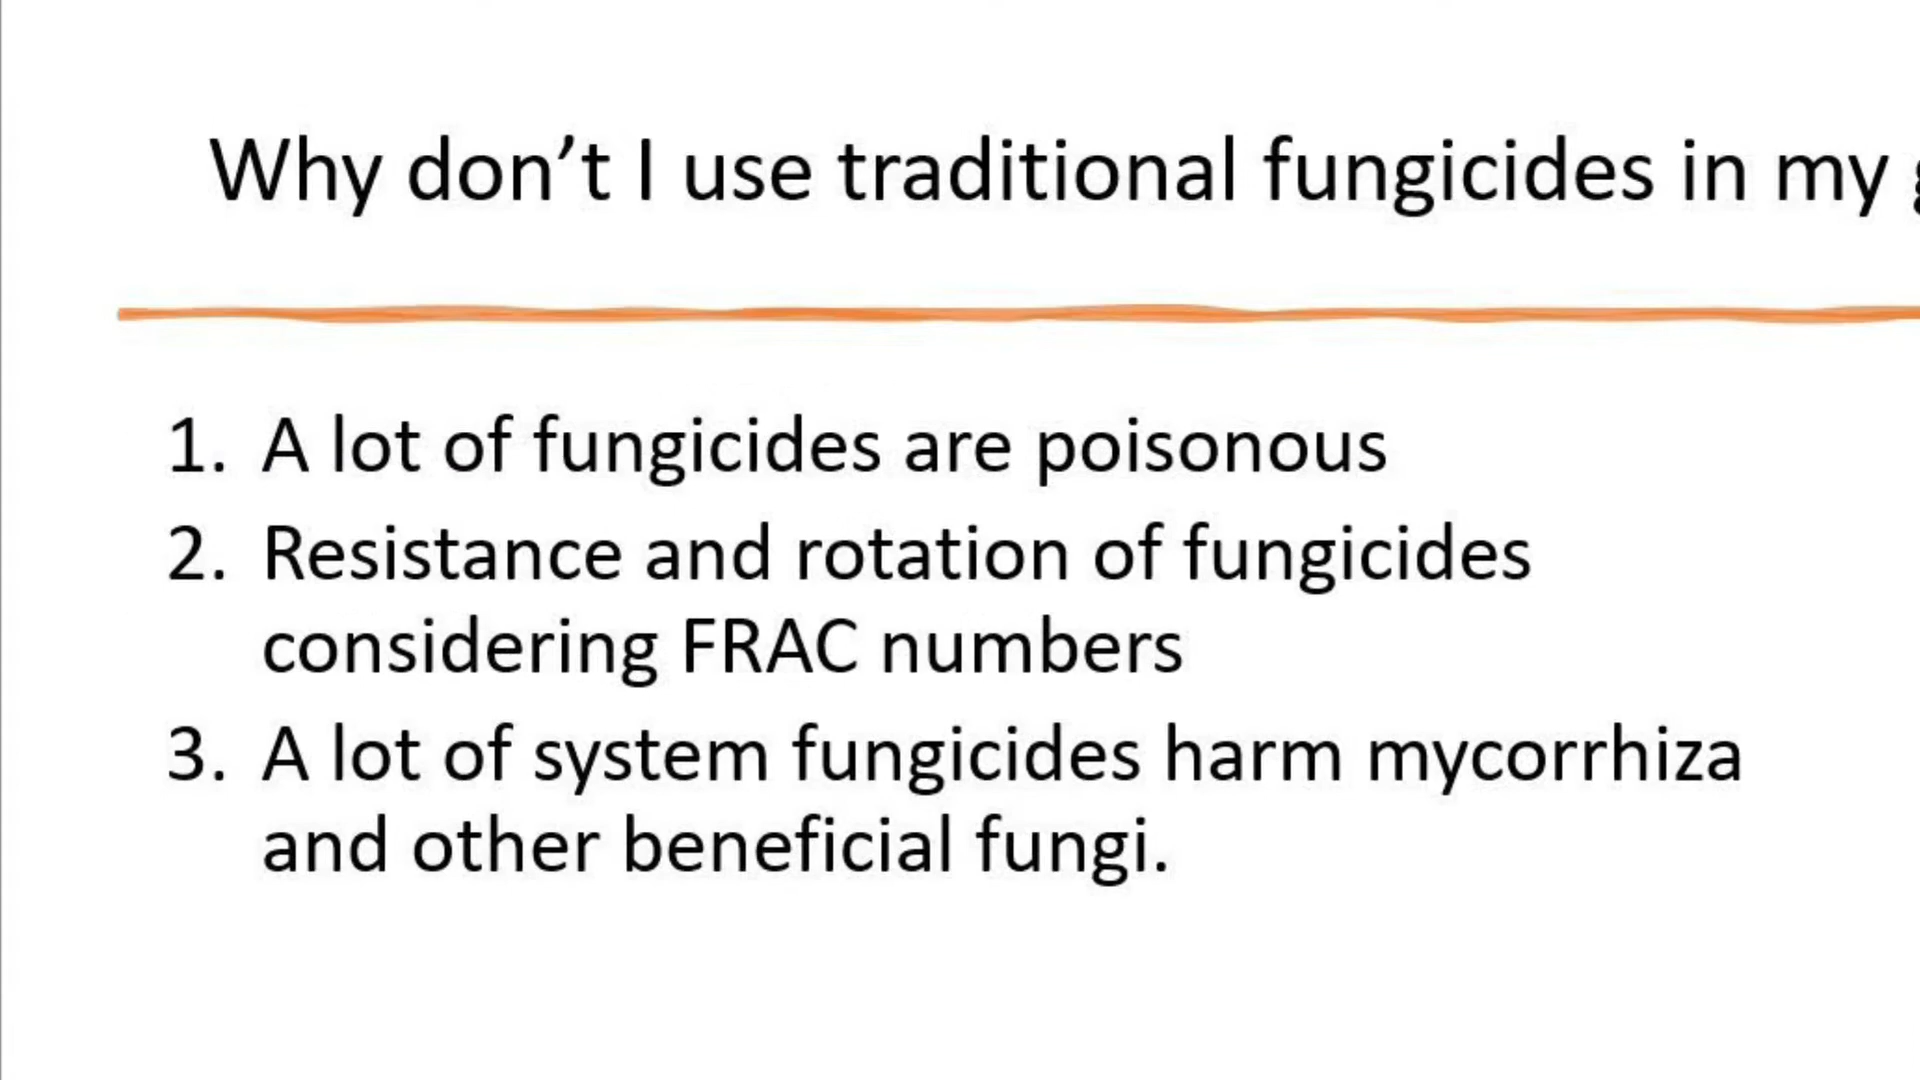 Why don’t I use traditional fungicides in my
1. A lot of fungicides are poisonous
2. Resistance and rotation of fungicides
considering FRAC numbers
3. A lot of system fungicides harm mycorrhiza
and other beneficial fungi.